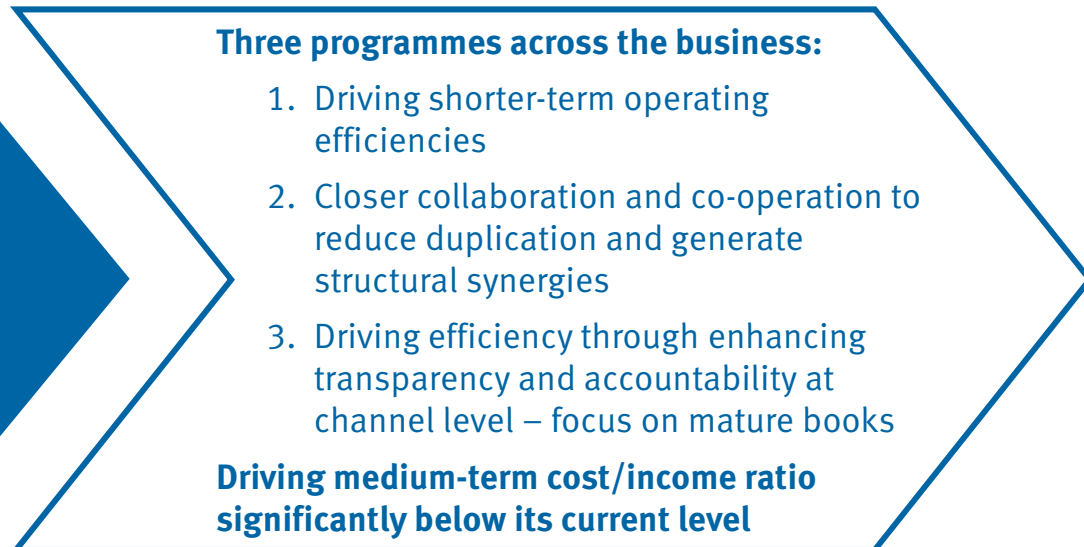 Three programmes across the business:
1. Driving shorter-term operating
efficiencies
2. Closer collaboration and co-operation to
reduce duplication and generate
structural synergies
3. Driving efficiency through enhancing
transparency and accountability at
channel level – focus on mature books
Driving medium-term cost/income ratio
significantly below its current level